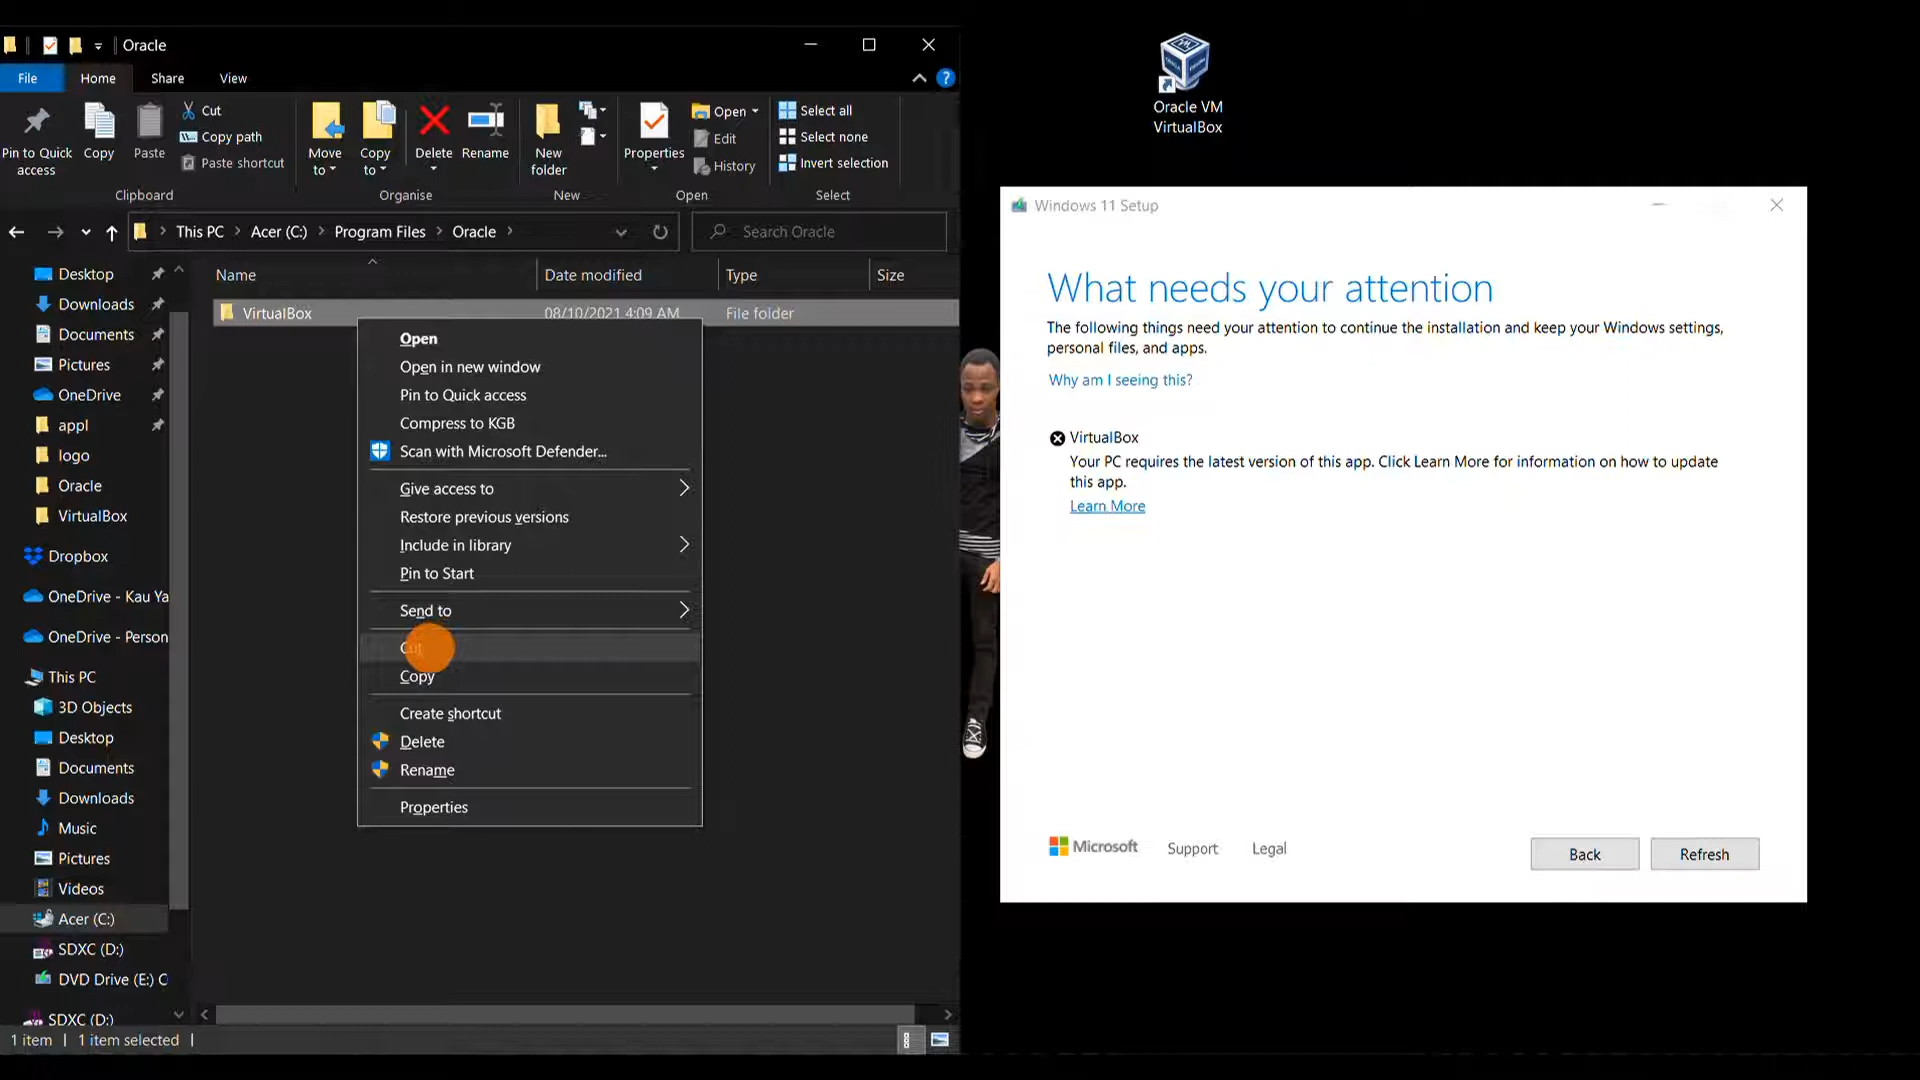 Oracle
File
Home
Share
View
?
Pin to Quick access
Copy
Paste
Cut
Copy path
Paste shortcut
Clipboard
Move to
Copy to
Delete
Rename
Organise
New folder
New
Properties
Open
Edit
History
Open
Select all
Select none
Invert selection
Select
This PC
Acer (C:)
Program Files
Oracle
Search Oracle
Name
Date modified
Type
Size
VirtualBox
08/10/2021 4:09 AM
File folder
Desktop
Downloads
Documents
Pictures
OneDrive
appl
logo
Oracle
VirtualBox
Dropbox
OneDrive - Kau Ya
OneDrive - Person
This PC
3D Objects
Desktop
Documents
Downloads
Music
Pictures
Videos
Acer (C:)
SDXC (D:)
DVD Drive (E:) C
SDXC (D:)
1 item
1 item selected
Open
Open in new window
Pin to Quick access
Compress to KGB
Scan with Microsoft Defender...
Give access to
Restore previous versions
Include in library
Pin to Start
Send to
Cut
Copy
Create shortcut
Delete
Rename
Properties
Oracle VM
VirtualBox
Windows 11 Setup
What needs your attention
The following things need your attention to continue the installation and keep your Windows settings,
personal files, and apps.
Why am I seeing this?
VirtualBox
Your PC requires the latest version of this app. Click Learn More for information on how to update
this app.
Learn More
Microsoft
Support
Legal
Back
Refresh